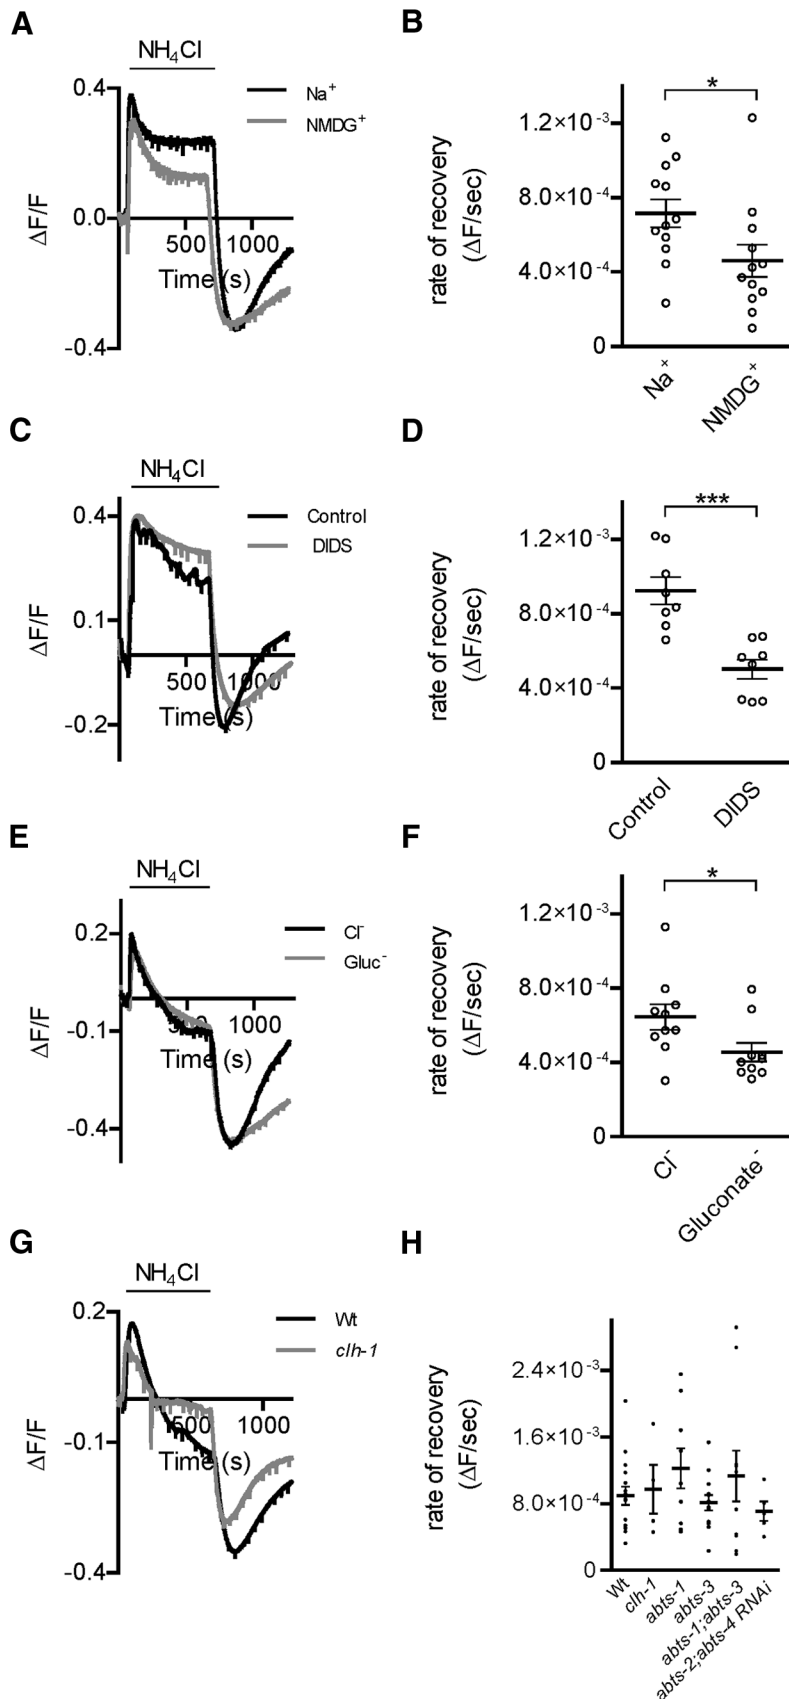 A
NH₄Cl
0.4
0.0
-0.4
500 1000
Time (s)
ΔF/F
Na⁺
NMDG⁺
B
rate of recovery
(ΔF/sec)
1.2×10⁻³
8.0×10⁻⁴
4.0×10⁻⁴
0
*
Na⁺
NMDG⁺
C
NH₄Cl
0.4
0.1
-0.2
500 1000
Time (s)
ΔF/F
Control
DIDS
D
rate of recovery
(ΔF/sec)
1.2×10⁻³
8.0×10⁻⁴
4.0×10⁻⁴
0
***
Control
DIDS
E
NH₄Cl
0.2
-0.1
-0.4
1000
Time (s)
ΔF/F
Cl⁻
Gluc⁻
F
rate of recovery
(ΔF/sec)
1.2×10⁻³
8.0×10⁻⁴
4.0×10⁻⁴
0
*
Cl⁻
Gluconate⁻
G
NH₄Cl
0.2
-0.1
-0.4
500 1000
Time (s)
ΔF/F
Wt
clh-1
H
rate of recovery
(ΔF/sec)
2.4×10⁻³
1.6×10⁻³
8.0×10⁻⁴
0
Wt
clh-1
abts-1
abts-3
abts-1;abts-3
abts-2;abts-4 RNAi